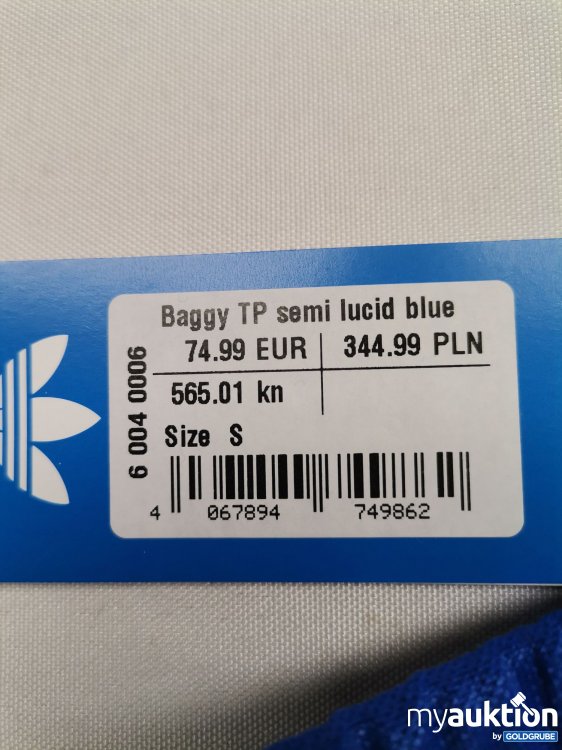 Baggy TP semi lucid blue
74.99 EUR 344.99 PLN
565.01 kn
Size S
6 004 0006
4 067894 749862
myauktion
by GOLDGRUBE